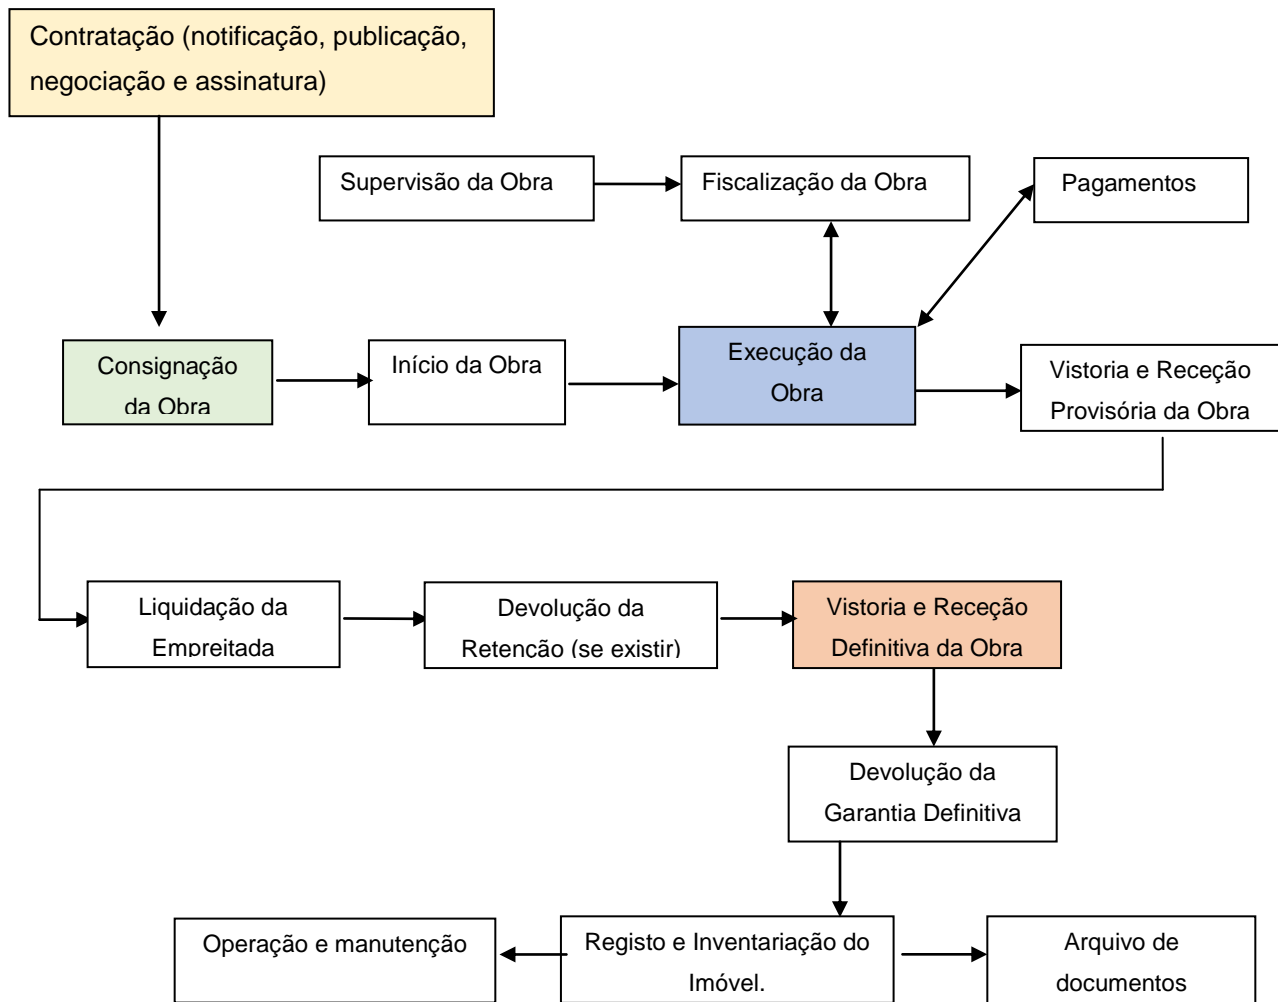 Contratação (notificação, publicação,
negociação e assinatura)
Supervisão da Obra
Fiscalização da Obra
Pagamentos
Consignação
da Obra
Início da Obra
Execução da
Obra
Vistoria e Receção
Provisória da Obra
Liquidação da
Empreitada
Devolução da
Retenção (se existir)
Vistoria e Receção
Definitiva da Obra
Devolução da
Garantia Definitiva
Operação e manutenção
Registo e Inventariação do
Imóvel.
Arquivo de
documentos